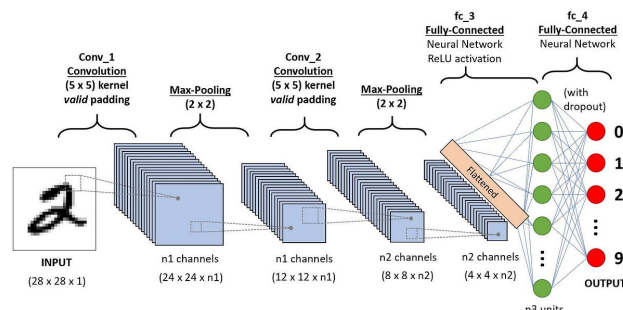 Conv_1
Convolution
(5 x 5) kernel
valid padding
Max-Pooling
(2 x 2)
Conv_2
Convolution
(5 x 5) kernel
valid padding
Max-Pooling
(2 x 2)
fc_3
Fully-Connected
Neural Network
ReLU activation
fc_4
Fully-Connected
Neural Network
(with
dropout)
Flattened
0
1
2
9
OUTPUT
INPUT
(28 x 28 x 1)
n1 channels
(24 x 24 x n1)
n1 channels
(12 x 12 x n1)
n2 channels
(8 x 8 x n2)
n2 channels
(4 x 4 x n2)
n3 units
2